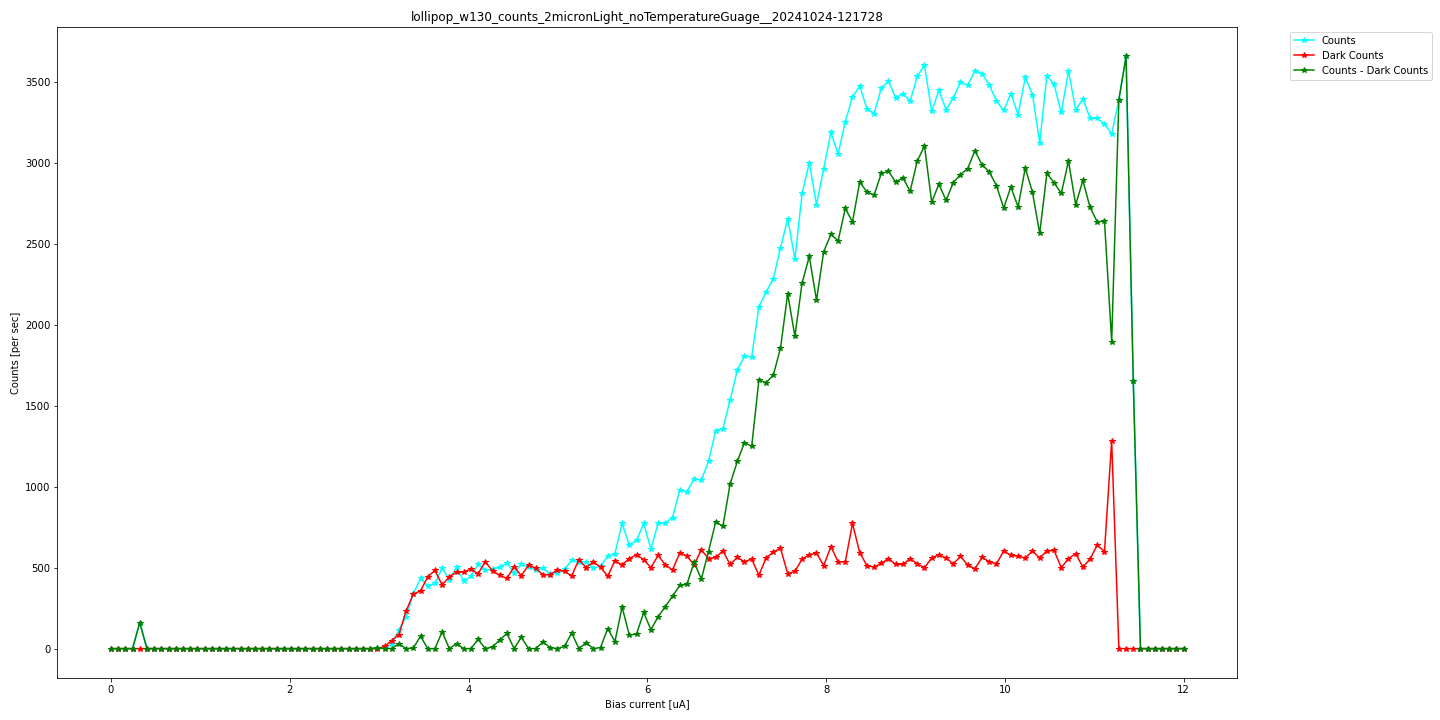 lollipop_w130_counts_2micronLight_noTemperatureGuage__20241024-121728
Counts
Dark Counts
Counts - Dark Counts
Counts [per sec]
3500
3000
2500
2000
1500
1000
500
0
0 2 4 6 8 10 12
Bias current [uA]